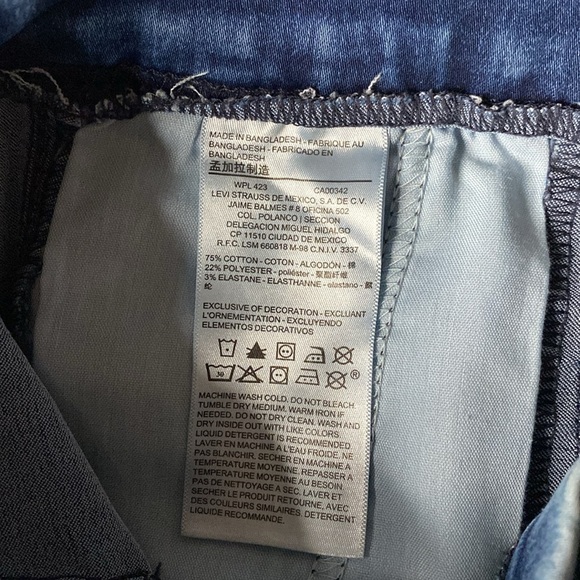 MADE IN BANGLADESH - FABRIQUE AU
BANGLADESH - FABRICADO EN
BANGLADESH
孟加拉制造
WPL 423 CA00342
LEVI STRAUSS DE MEXICO, S.A. DE C.V.
JAIME BALMES # 8 OFICINA 502
COL. POLANCO | SECCION
DELEGACION MIGUEL HIDALGO
CP 11510 CIUDAD DE MEXICO
R.F.C. LSM 660818 M-98 C.N.IV. 3337
75% COTTON - COTON - ALGODÓN - 棉
22% POLYESTER - poliéster - 聚酯纤维
3% ELASTANE - ELASTHANNE - elastano - 氨
纶
EXCLUSIVE OF DECORATION - EXCLUANT
L'ORNEMENTATION - EXCLUYENDO
ELEMENTOS DECORATIVOS
30 ®
MACHINE WASH COLD. DO NOT BLEACH.
TUMBLE DRY MEDIUM. WARM IRON IF
NEEDED. DO NOT DRY CLEAN. WASH AND
DRY INSIDE OUT WITH LIKE COLORS.
LIQUID DETERGENT IS RECOMMENDED.
LAVER EN MACHINE A L'EAU FROIDE. NE
PAS BLANCHIR. SECHER EN MACHINE A
TEMPERATURE MOYENNE. REPASSER A
TEMPERATURE MOYENNE AU BESOIN.
PAS DE NETTOYAGE A SEC. LAVER ET
SECHER LE PRODUIT RETOURNE, AVEC
COULEURS SIMILAIRES. DETERGENT
LIQUIDE RECOMMANDE.